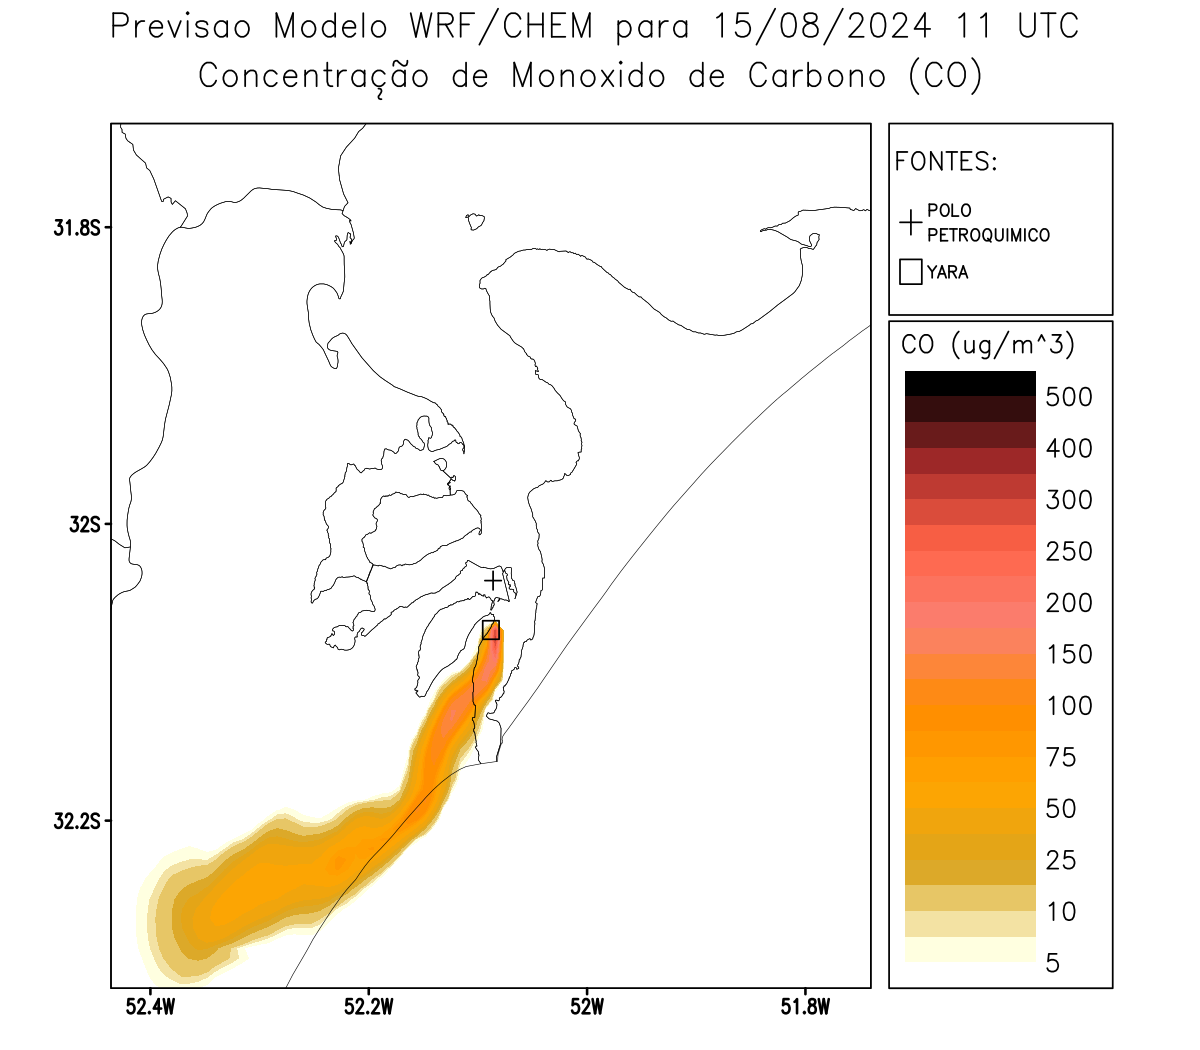 Previsao Modelo WRF/CHEM para 15/08/2024 11 UTC
Concentração de Monoxido de Carbono (CO)
FONTES:
POLO
PETROQUIMICO
YARA
CO (ug/m^3)
500
400
300
250
200
150
100
75
50
25
10
5
31.8S
32S
32.2S
52.4W 52.2W 52W 51.8W